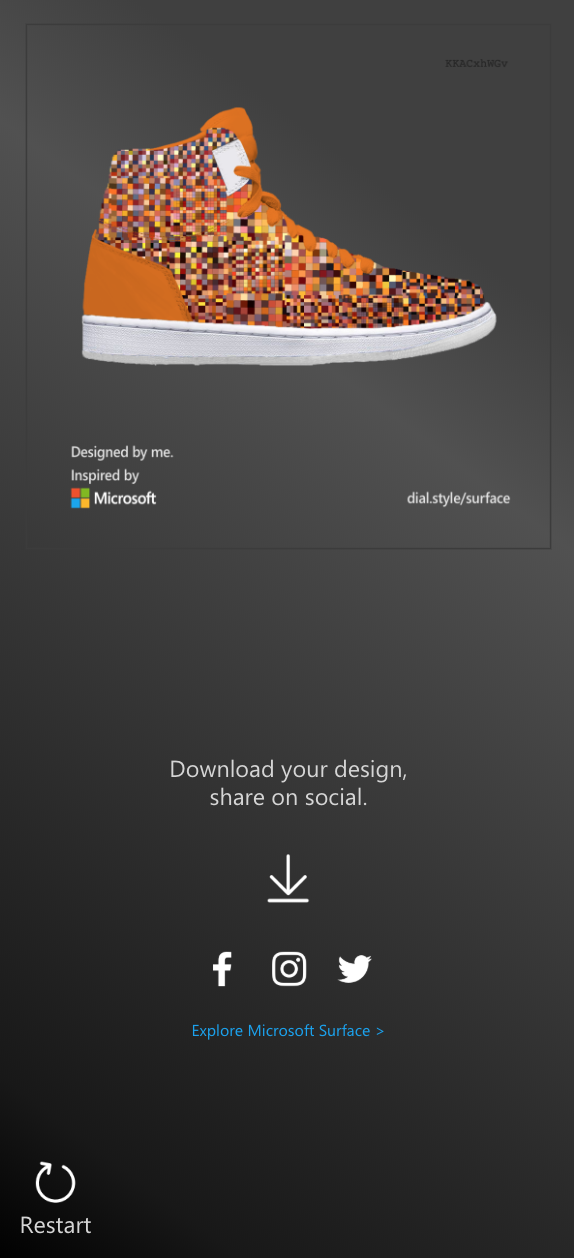 KKACxhWGv
Designed by me.
Inspired by
Microsoft
dial.style/surface
Download your design,
share on social.
Explore Microsoft Surface >
Restart